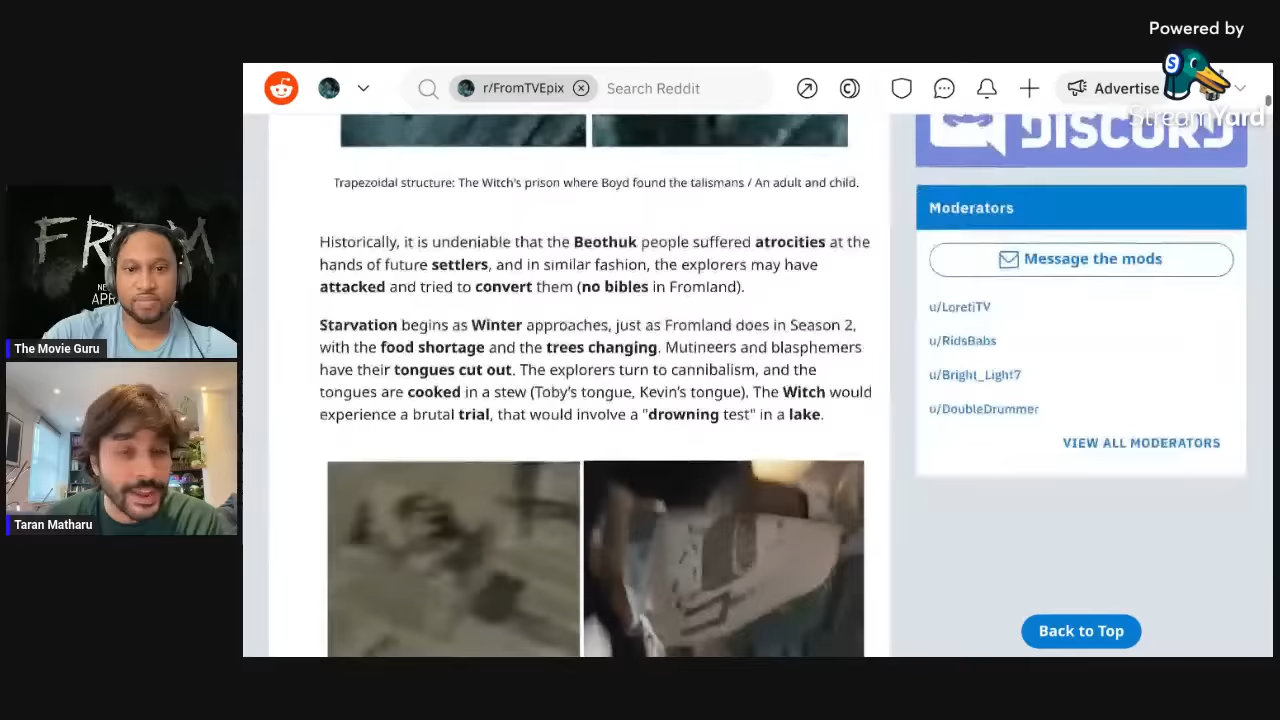 Powered by
StreamYard
r/FromTVEpix
Search Reddit
Advertise
DISCORD
Trapezoidal structure: The Witch's prison where Boyd found the talismans / An adult and child.
Moderators
Message the mods
Historically, it is undeniable that the Beothuk people suffered atrocities at the
hands of future settlers, and in similar fashion, the explorers may have
attacked and tried to convert them (no bibles in Fromland).
u/LoretiTV
Starvation begins as Winter approaches, just as Fromland does in Season 2,
with the food shortage and the trees changing. Mutineers and blasphemers
have their tongues cut out. The explorers turn to cannibalism, and the
tongues are cooked in a stew (Toby's tongue, Kevin's tongue). The Witch would
experience a brutal trial, that would involve a "drowning test" in a lake.
u/RidsBabs
u/Bright_Light7
u/DoubleDrummer
VIEW ALL MODERATORS
Back to Top
FROM
APR
The Movie Guru
Taran Matharu